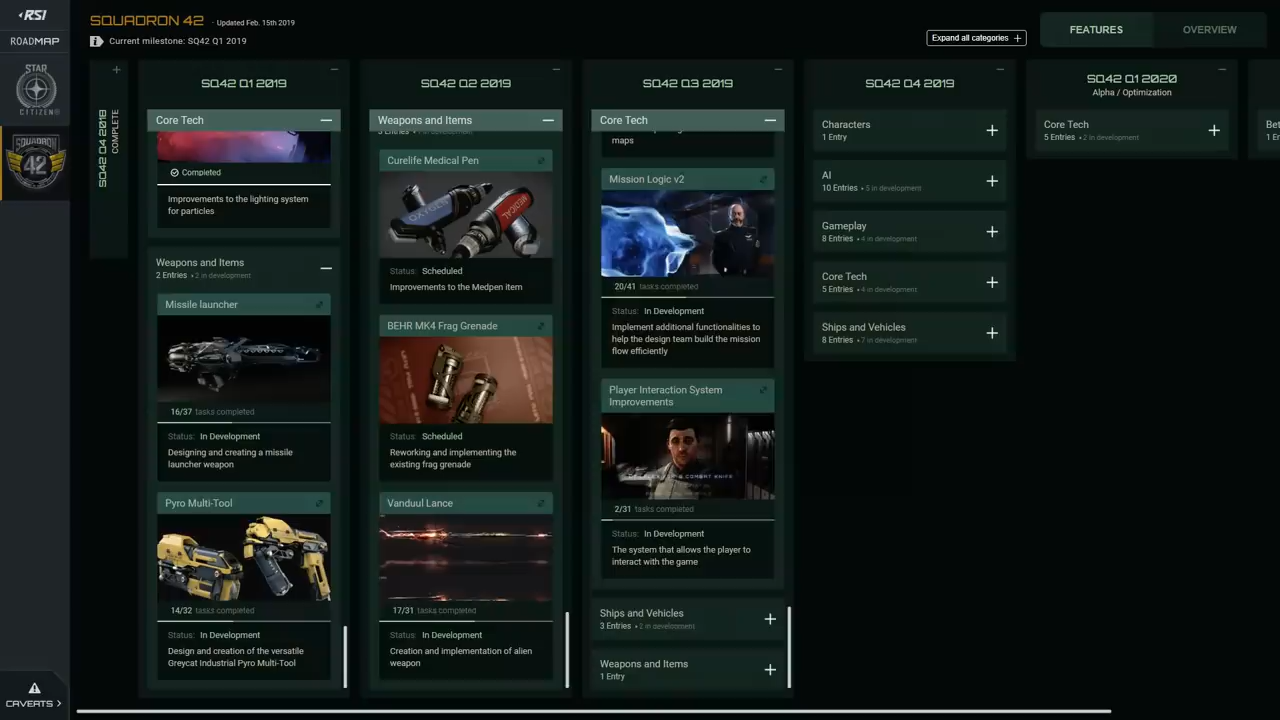 RSI
ROADMAP
STAR
CITIZEN
SQUADRON
42
CAVEATS >
SQUADRON 42 · Updated Feb. 15th 2019
Current milestone: SQ42 Q1 2019
Expand all categories +
FEATURES
OVERVIEW
SQ42 Q4 2018
COMPLETE
SQ42 Q1 2019
Core Tech
Completed
Improvements to the lighting system
for particles
Weapons and Items
2 Entries • 2 in development
Missile launcher
16/37 tasks completed
Status: In Development
Designing and creating a missile
launcher weapon
Pyro Multi-Tool
14/32 tasks completed
Status: In Development
Design and creation of the versatile
Greycat Industrial Pyro Multi-Tool
SQ42 Q2 2019
Weapons and Items
Curelife Medical Pen
OXYGEN
MEDICAL
Status: Scheduled
Improvements to the Medpen item
BEHR MK4 Frag Grenade
Status: Scheduled
Reworking and implementing the
existing frag grenade
Vanduul Lance
17/31 tasks completed
Status: In Development
Creation and implementation of alien
weapon
SQ42 Q3 2019
Core Tech
maps
Mission Logic v2
20/41 tasks completed
Status: In Development
Implement additional functionalities to
help the design team build the mission
flow efficiently
Player Interaction System
Improvements
COMBAT KNIFE
2/31 tasks completed
Status: In Development
The system that allows the player to
interact with the game
Ships and Vehicles
3 Entries • 2 in development
Weapons and Items
1 Entry
SQ42 Q4 2019
Characters
1 Entry
AI
10 Entries • 5 in development
Gameplay
8 Entries • 4 in development
Core Tech
5 Entries • 4 in development
Ships and Vehicles
8 Entries • 7 in development
SQ42 Q1 2020
Alpha / Optimization
Core Tech
5 Entries • 2 in development